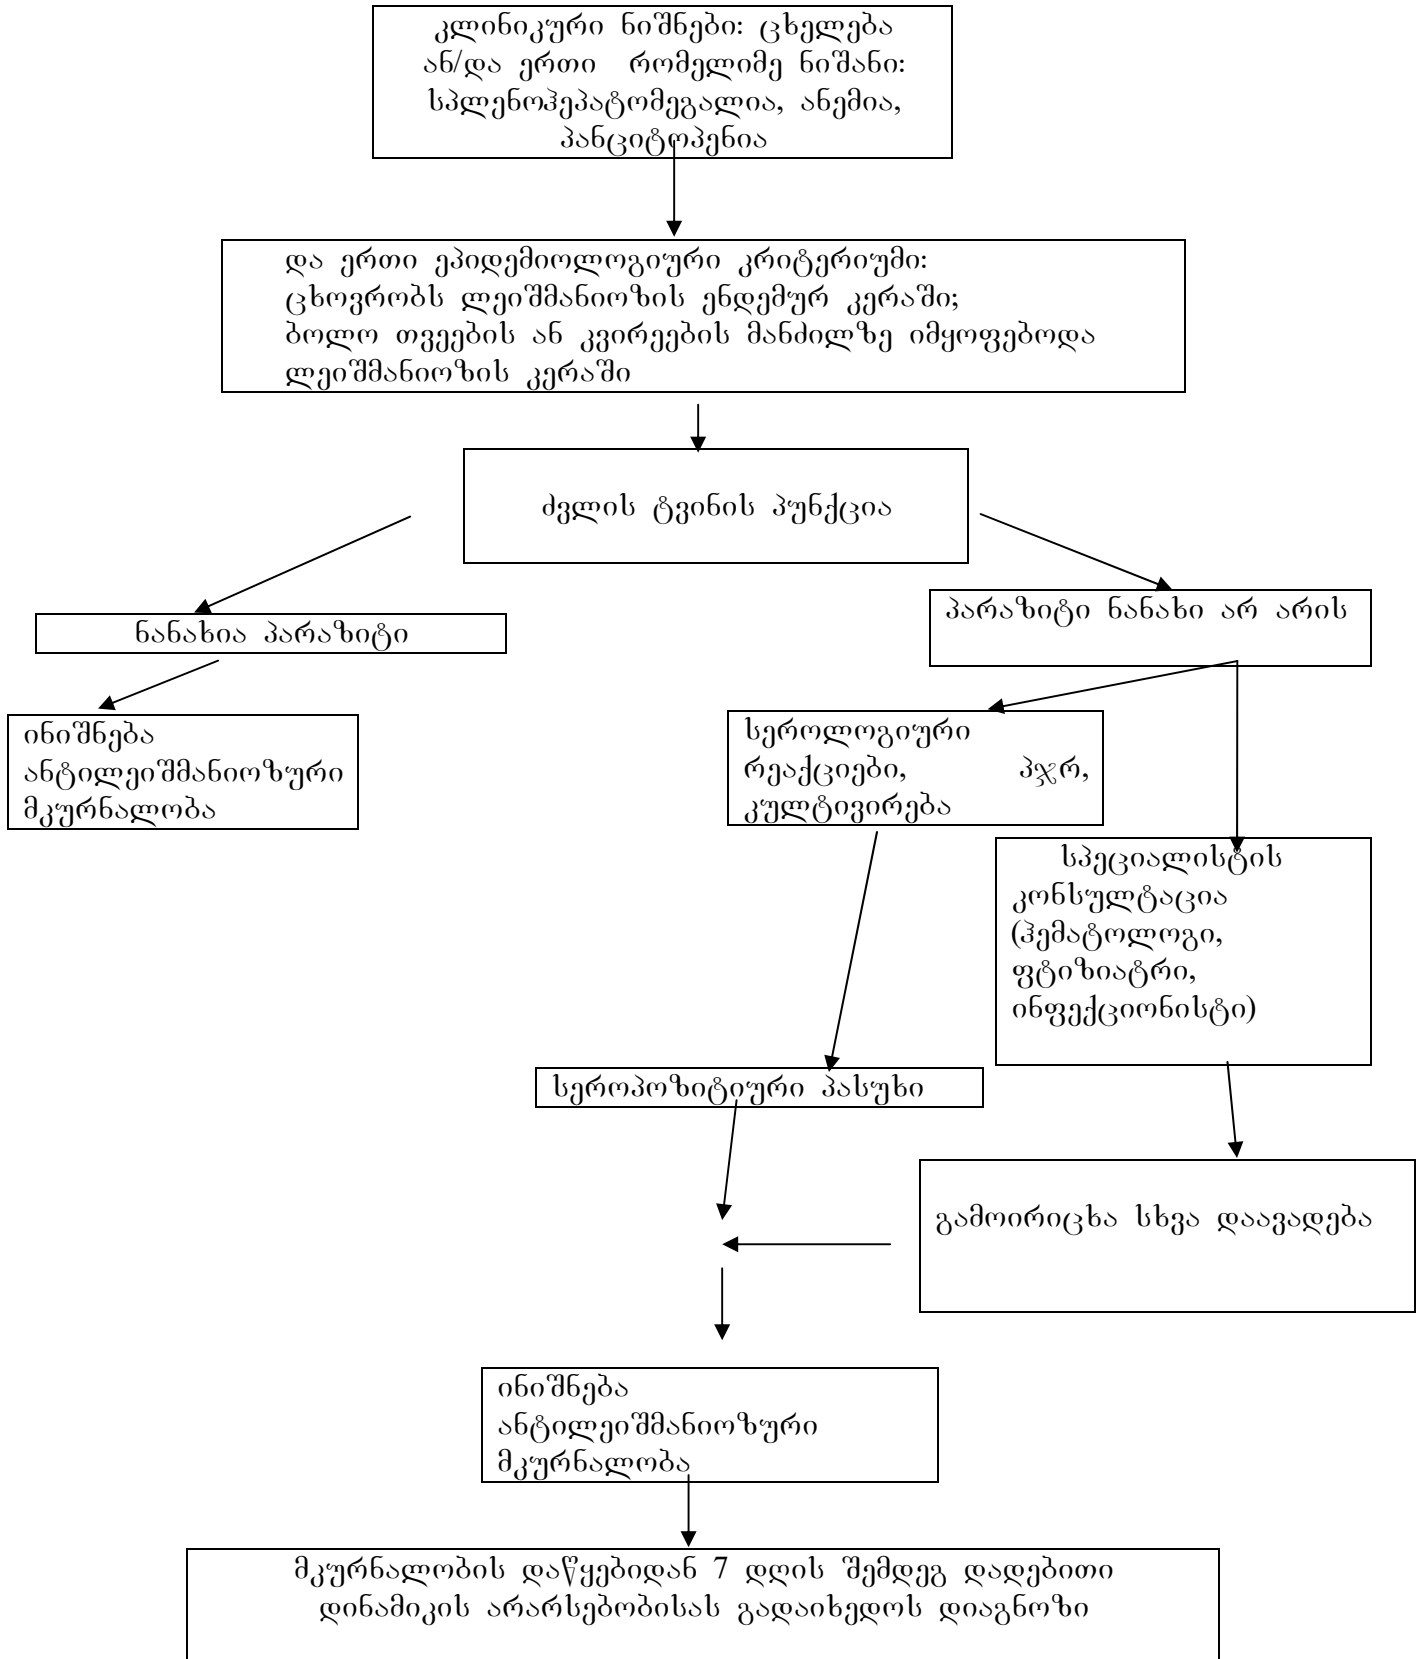 კლინიკური ნიშნები: ცხელება
ან/და ერთი რომელიმე ნიშანი:
სპლენოჰეპატომეგალია, ანემია,
პანციტოპენია
და ერთი ეპიდემიოლოგიური კრიტერიუმი:
ცხოვრობს ლეიშმანიოზის ენდემურ კერაში;
ბოლო თვეების ან კვირეების მანძილზე იმყოფებოდა
ლეიშმანიოზის კერაში
ძვლის ტვინის პუნქცია
ნანახია პარაზიტი
პარაზიტი ნანახი არ არის
ინიშნება
ანტილეიშმანიოზური
მკურნალობა
სეროლოგიური
რეაქციები, პჯრ,
კულტივირება
სპეციალისტის
კონსულტაცია
(ჰემატოლოგი,
ფტიზიატრი,
ინფექციონისტი)
სეროპოზიტიური პასუხი
გამოირიცხა სხვა დაავადება
ინიშნება
ანტილეიშმანიოზური
მკურნალობა
მკურნალობის დაწყებიდან 7 დღის შემდეგ დადებითი
დინამიკის არარსებობისას გადაიხედოს დიაგნოზი